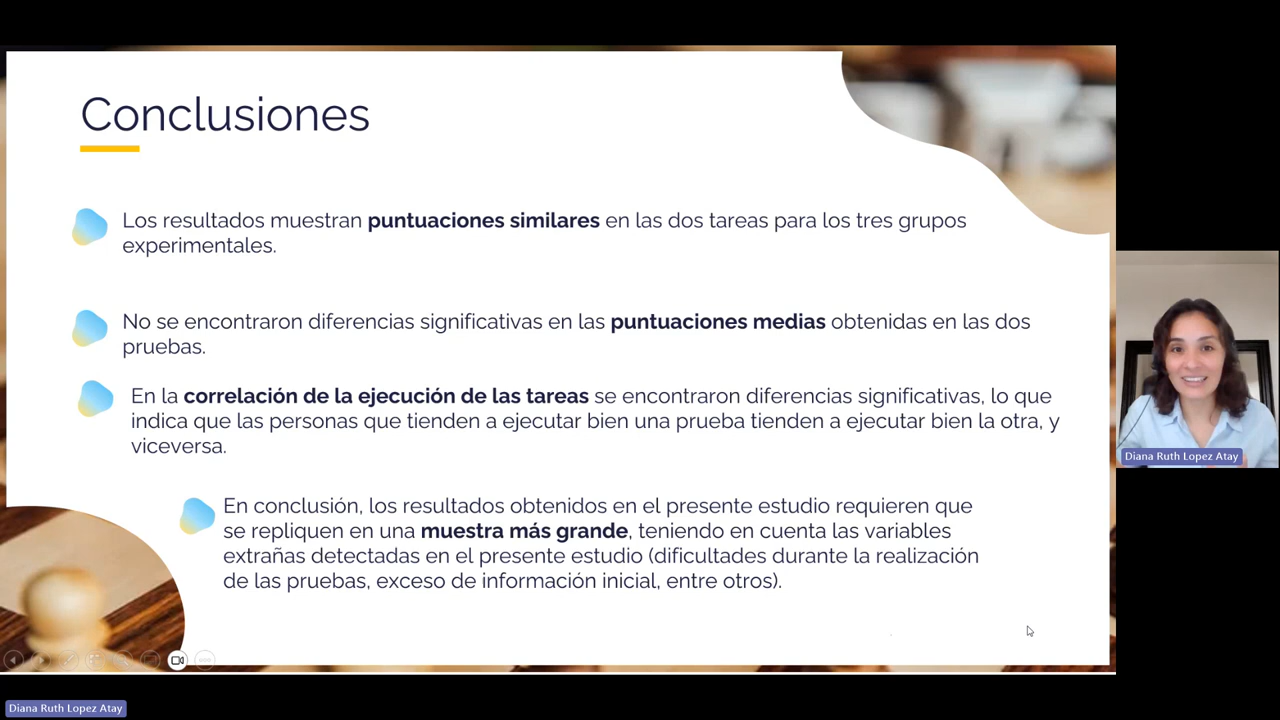 Conclusiones
Los resultados muestran puntuaciones similares en las dos tareas para los tres grupos
experimentales.
No se encontraron diferencias significativas en las puntuaciones medias obtenidas en las dos
pruebas.
En la correlación de la ejecución de las tareas se encontraron diferencias significativas, lo que
indica que las personas que tienden a ejecutar bien una prueba tienden a ejecutar bien la otra, y
viceversa.
En conclusión, los resultados obtenidos en el presente estudio requieren que
se repliquen en una muestra más grande, teniendo en cuenta las variables
extrañas detectadas en el presente estudio (dificultades durante la realización
de las pruebas, exceso de información inicial, entre otros).
Diana Ruth Lopez Atay
Diana Ruth Lopez Atay